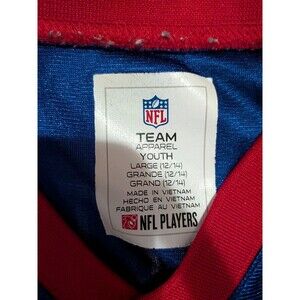 NFL
TEAM
APPAREL
YOUTH
LARGE (12/14)
GRANDE (12/14)
GRAND (12/14)
MADE IN VIETNAM
HECHO EN VIETNAM
FABRIQUE AU VIETNAM
NFL PLAYERS